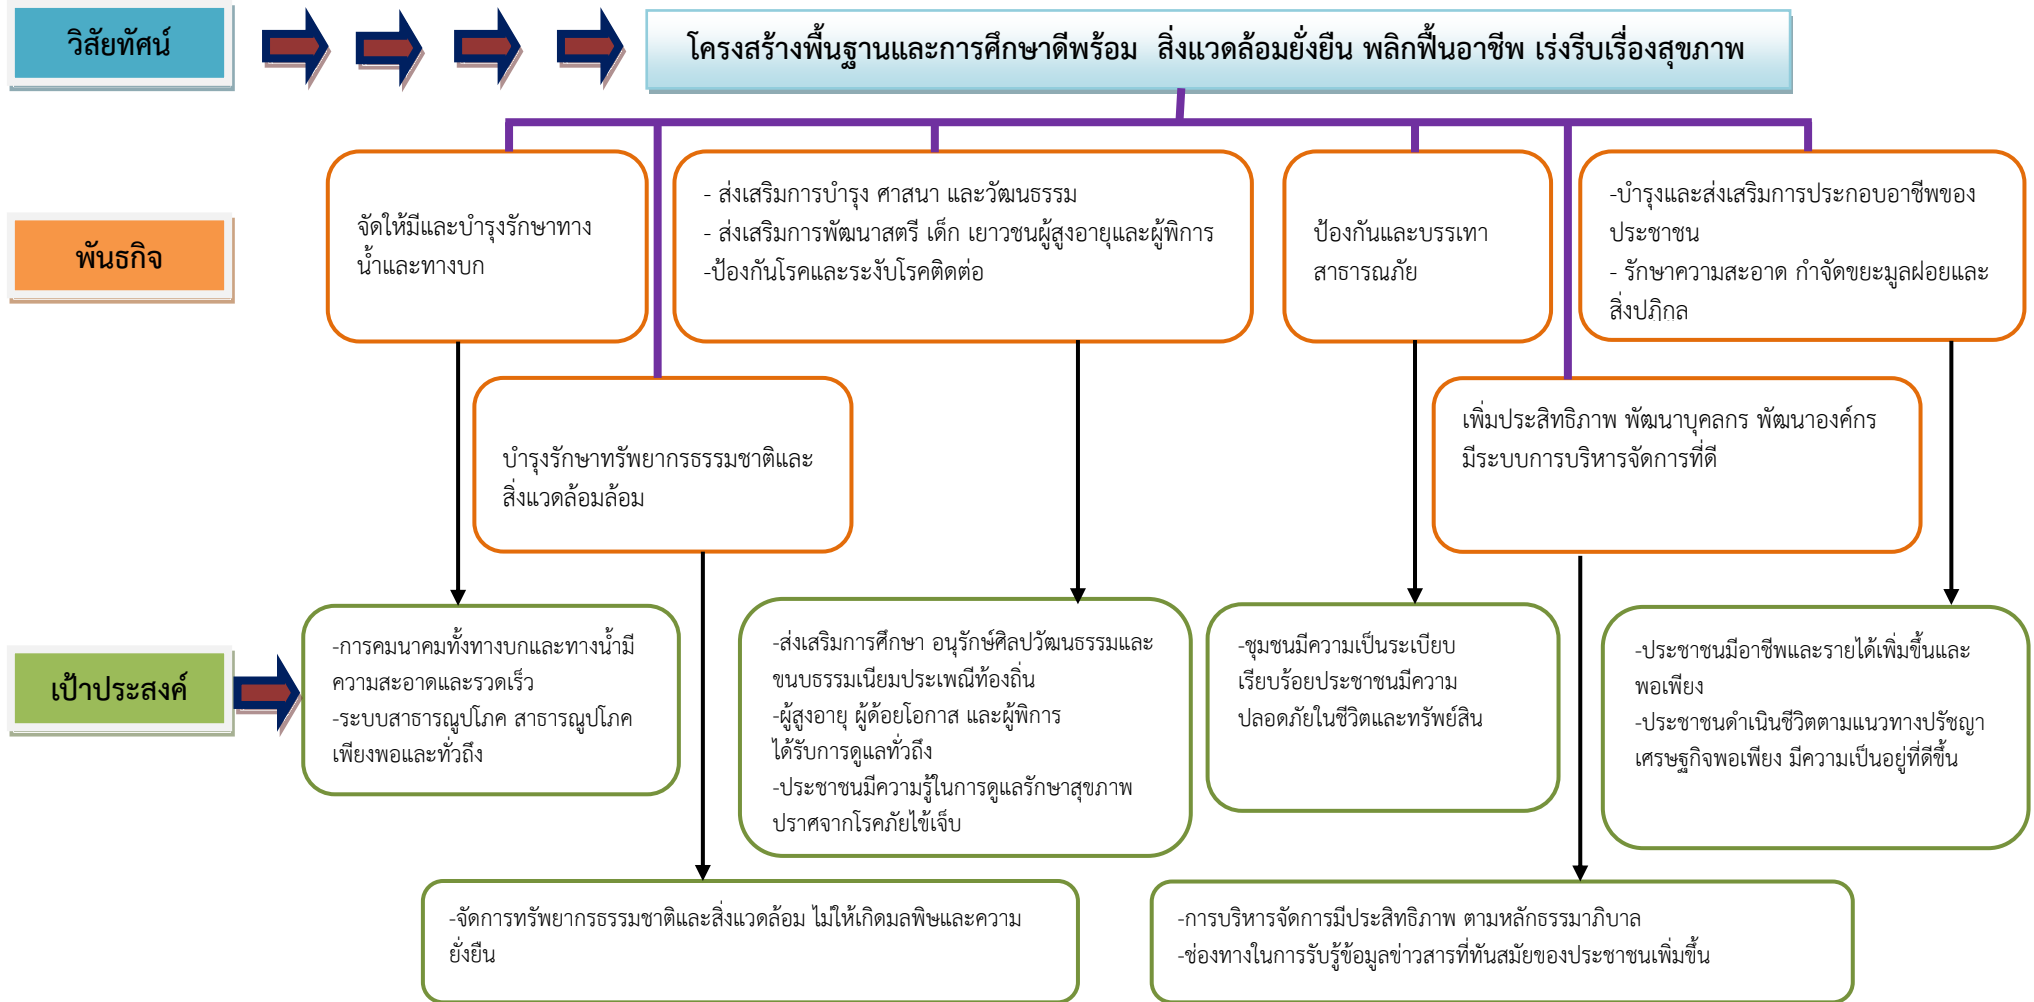 วิสัยทัศน์
โครงสร้างพื้นฐานและการศึกษาดีพร้อม  สิ่งแวดล้อมยั่งยืน พลิกฟื้นอาชีพ เร่งรีบเรื่องสุขภาพ
พันธกิจ
จัดให้มีและบำรุงรักษาทาง
น้ำและทางบก
- ส่งเสริมการบำรุง ศาสนา และวัฒนธรรม
- ส่งเสริมการพัฒนาสตรี เด็ก เยาวชนผู้สูงอายุและผู้พิการ
-ป้องกันโรคและระงับโรคติดต่อ
ป้องกันและบรรเทา
สาธารณภัย
-บำรุงและส่งเสริมการประกอบอาชีพของ
ประชาชน
- รักษาความสะอาด กำจัดขยะมูลฝอยและ
สิ่งปฏิกูล
บำรุงรักษาทรัพยากรธรรมชาติและ
สิ่งแวดล้อมล้อม
เพิ่มประสิทธิภาพ พัฒนาบุคลกร พัฒนาองค์กร
มีระบบการบริหารจัดการที่ดี
เป้าประสงค์
-การคมนาคมทั้งทางบกและทางน้ำมี
ความสะอาดและรวดเร็ว
-ระบบสาธารณูปโภค สาธารณูปโภค
เพียงพอและทั่วถึง
-ส่งเสริมการศึกษา อนุรักษ์ศิลปวัฒนธรรมและ
ขนบธรรมเนียมประเพณีท้องถิ่น
-ผู้สูงอายุ ผู้ด้อยโอกาส และผู้พิการ
ได้รับการดูแลทั่วถึง
-ประชาชนมีความรู้ในการดูแลรักษาสุขภาพ
ปราศจากโรคภัยไข้เจ็บ
-ชุมชนมีความเป็นระเบียบ
เรียบร้อยประชาชนมีความ
ปลอดภัยในชีวิตและทรัพย์สิน
-ประชาชนมีอาชีพและรายได้เพิ่มขึ้นและ
พอเพียง
-ประชาชนดำเนินชีวิตตามแนวทางปรัชญา
เศรษฐกิจพอเพียง มีความเป็นอยู่ที่ดีขึ้น
-จัดการทรัพยากรธรรมชาติและสิ่งแวดล้อม ไม่ให้เกิดมลพิษและความ
ยั่งยืน
-การบริหารจัดการมีประสิทธิภาพ ตามหลักธรรมาภิบาล
-ช่องทางในการรับรู้ข้อมูลข่าวสารที่ทันสมัยของประชาชนเพิ่มขึ้น